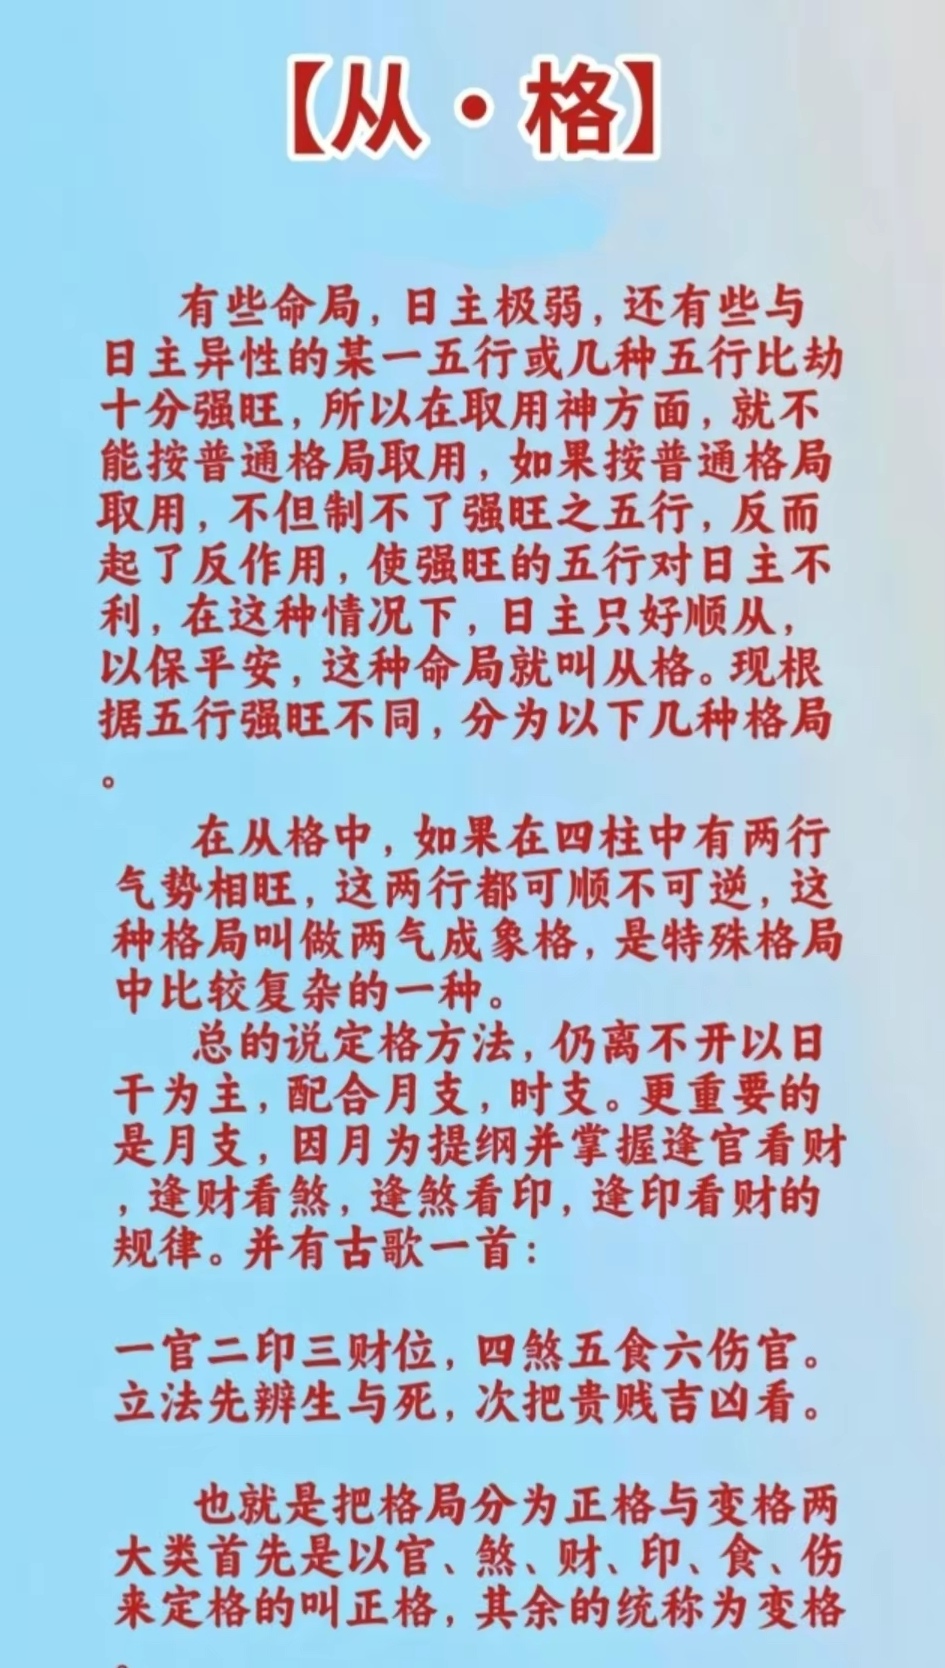 【从·格】
有些命局，日主极弱，还有些与
日主异性的某一五行或几种五行比劫
十分强旺，所以在取用神方面，就不
能按普通格局取用，如果按普通格局
取用，不但制不了强旺之五行，反而
起了反作用，使强旺的五行对日主不
利，在这种情况下，日主只好顺从，
以保平安，这种命局就叫从格。现根
据五行强旺不同，分为以下几种格局
。
在从格中，如果在四柱中有两行
气势相旺，这两行都可顺不可逆，这
种格局叫做两气成象格，是特殊格局
中比较复杂的一种。
总的说定格方法，仍离不开以日
干为主，配合月支，时支。更重要的
是月支，因月为提纲并掌握逢官看财
，逢财看煞，逢煞看印，逢印看财的
规律。并有古歌一首：
一官二印三财位，四煞五食六伤官。
立法先辨生与死，次把贵贱吉凶看。
也就是把格局分为正格与变格两
大类首先是以官、煞、财、印、食、伤
来定格的叫正格，其余的统称为变格
。